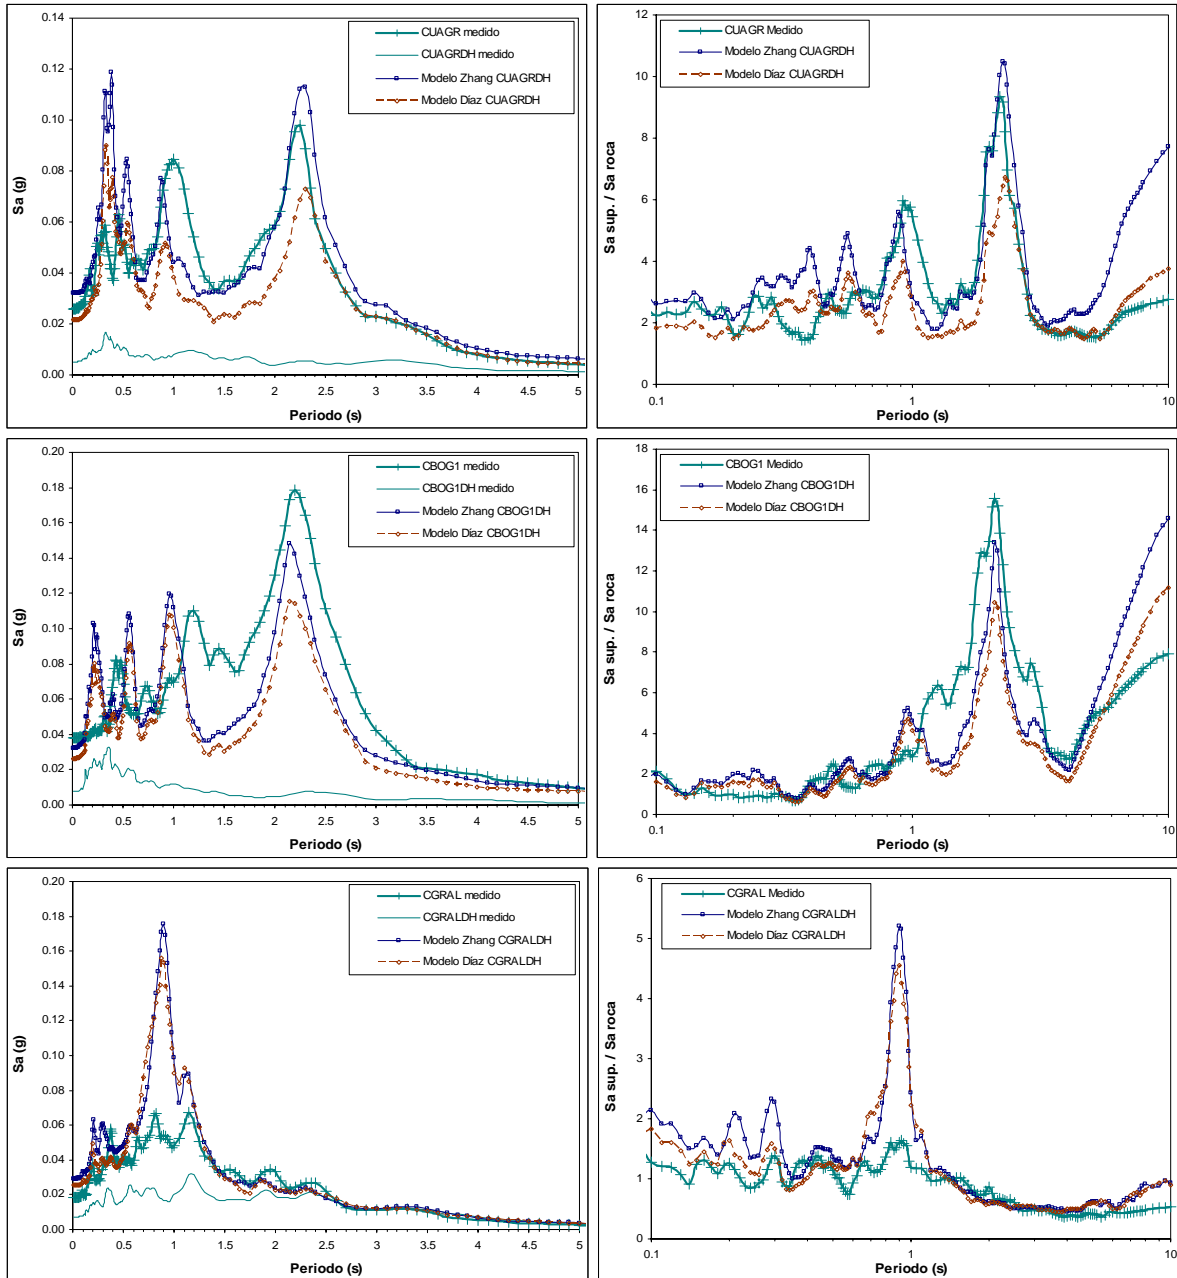 0.14
0.12
0.10
0.08
0.06
0.04
0.02
0.00
Sa (g)
0 0.5 1 1.5 2 2.5 3 3.5 4 4.5 5
Periodo (s)
CUAGR medido
CUAGRDH medido
Modelo Zhang CUAGRDH
Modelo Díaz CUAGRDH
12
10
8
6
4
2
0
Sa sup. / Sa roca
0.1 1 10
Periodo (s)
CUAGR Medido
Modelo Zhang CUAGRDH
Modelo Díaz CUAGRDH
0.20
0.18
0.16
0.14
0.12
0.10
0.08
0.06
0.04
0.02
0.00
Sa (g)
0 0.5 1 1.5 2 2.5 3 3.5 4 4.5 5
Periodo (s)
CBOG1 medido
CBOG1DH medido
Modelo Zhang CBOG1DH
Modelo Díaz CBOG1DH
18
16
14
12
10
8
6
4
2
0
Sa sup. / Sa roca
0.1 1 10
Periodo (s)
CBOG1 Medido
Modelo Zhang CBOG1DH
Modelo Díaz CBOG1DH
0.20
0.18
0.16
0.14
0.12
0.10
0.08
0.06
0.04
0.02
0.00
Sa (g)
0 0.5 1 1.5 2 2.5 3 3.5 4 4.5 5
Periodo (s)
CGRAL medido
CGRALDH medido
Modelo Zhang CGRALDH
Modelo Díaz CGRALDH
6
5
4
3
2
1
0
Sa sup. / Sa roca
0.1 1 10
Periodo (s)
CGRAL Medido
Modelo Zhang CGRALDH
Modelo Díaz CGRALDH